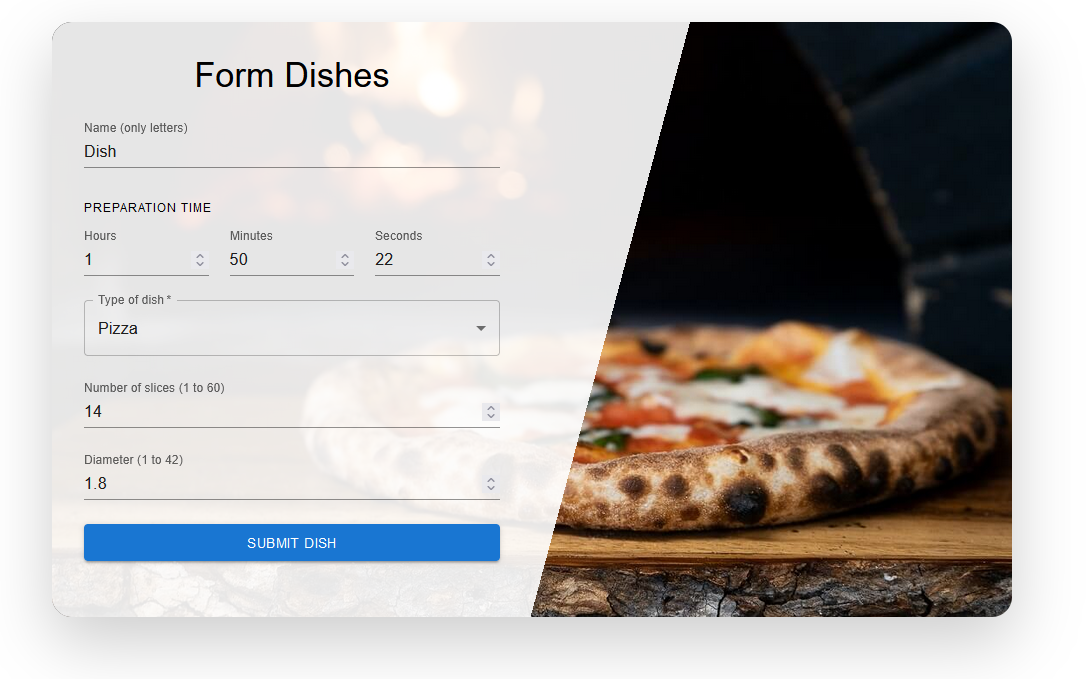 Form Dishes
Name (only letters)
Dish
PREPARATION TIME
Hours Minutes Seconds
1 50 22
Type of dish *
Pizza
Number of slices (1 to 60)
14
Diameter (1 to 42)
1.8
SUBMIT DISH